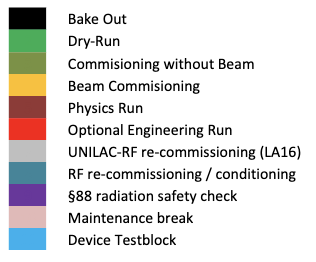 Bake Out
Dry-Run
Commisioning without Beam
Beam Commisioning
Physics Run
Optional Engineering Run
UNILAC-RF re-commissioning (LA16)
RF re-commissioning / conditioning
§88 radiation safety check
Maintenance break
Device Testblock